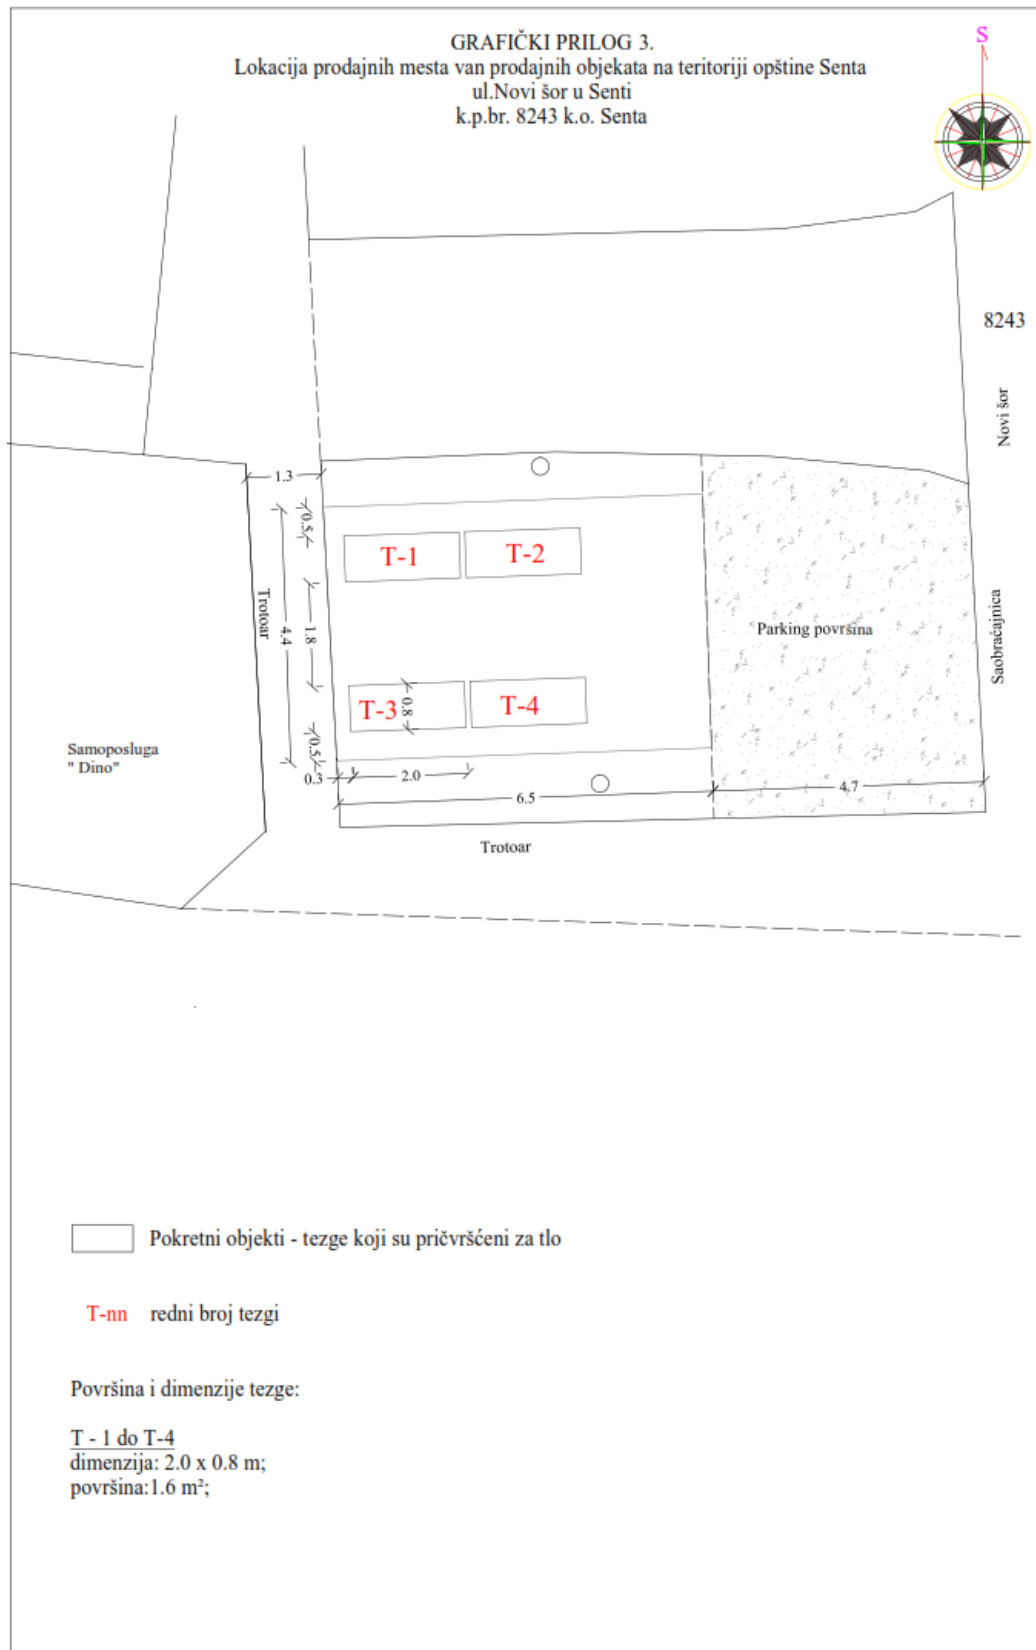 GRAFIČKI PRILOG 3.
Lokacija prodajnih mesta van prodajnih objekata na teritoriji opštine Senta
ul.Novi šor u Senti
k.p.br. 8243 k.o. Senta
S
8243
Novi šor
1.3
0.5
T-1
T-2
Trotoar
4.4
1.8
Parking površina
Saobraćajnica
T-3
0.8
T-4
Samoposluga
" Dino"
0.5
0.3
2.0
6.5
4.7
Trotoar
Pokretni objekti - tezge koji su pričvršćeni za tlo
T-nn redni broj tezgi
Površina i dimenzije tezge:
T - 1 do T-4
dimenzija: 2.0 x 0.8 m;
površina:1.6 m²;